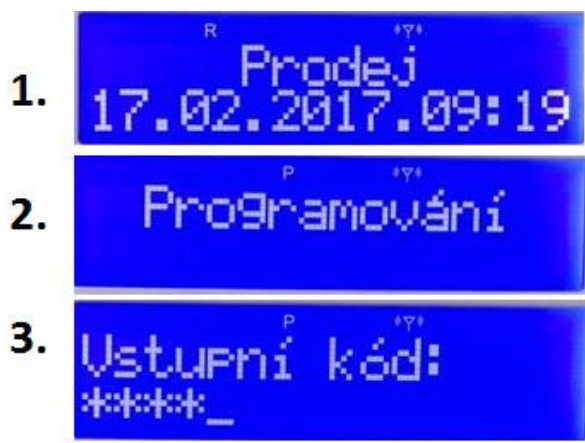 1.
R
Prodej
17.02.2017.09:19
2.
P
Programování
3.
P
Vstupní kód:
****_